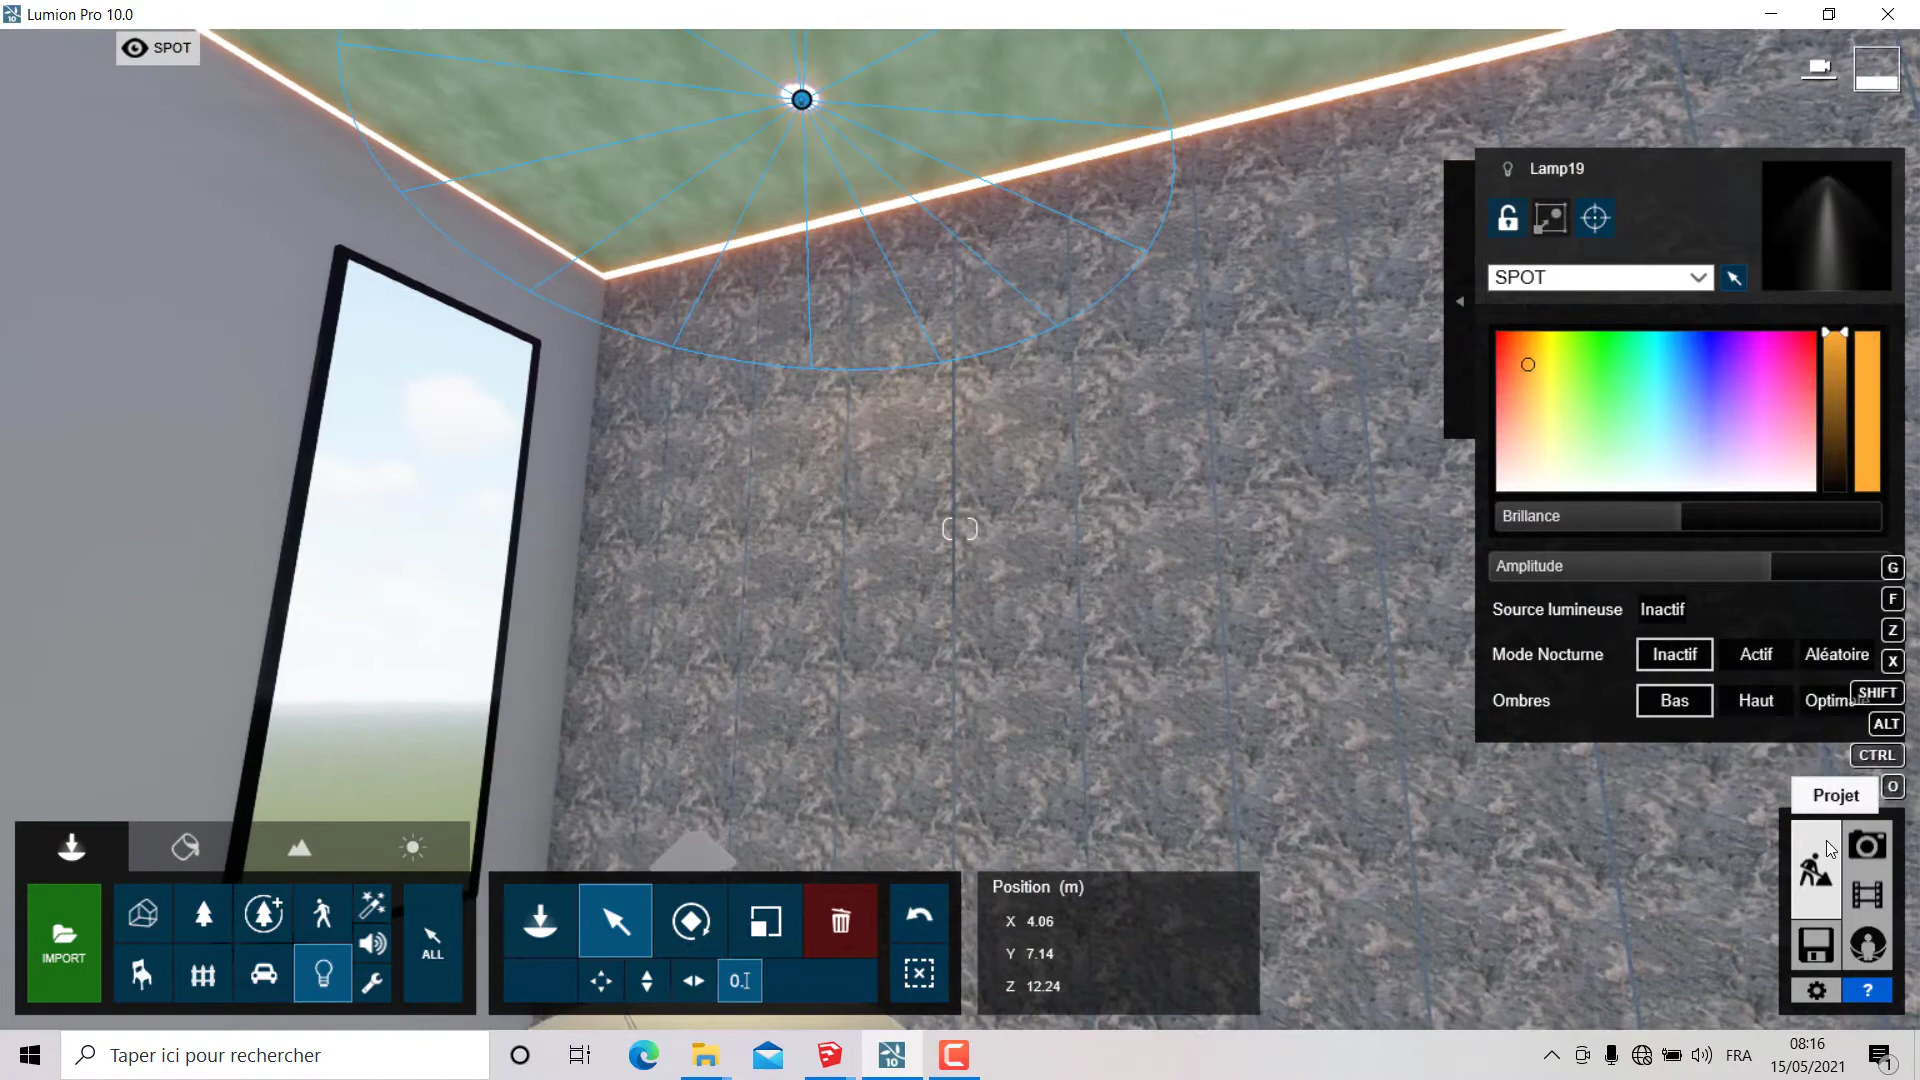 Lumion Pro 10.0
SPOT
Lamp19
SPOT
Brillance
Amplitude
G
Source lumineuse Inactif
F
Z
Mode Nocturne Inactif Actif Aléatoire
X
Ombres Bas Haut
SHIFT
ALT
CTRL
O
Projet
IMPORT
ALL
Position (m)
X 4.06
Y 7.14
Z 12.24
?
Taper ici pour rechercher
10
FRA
08:16
15/05/2021
1